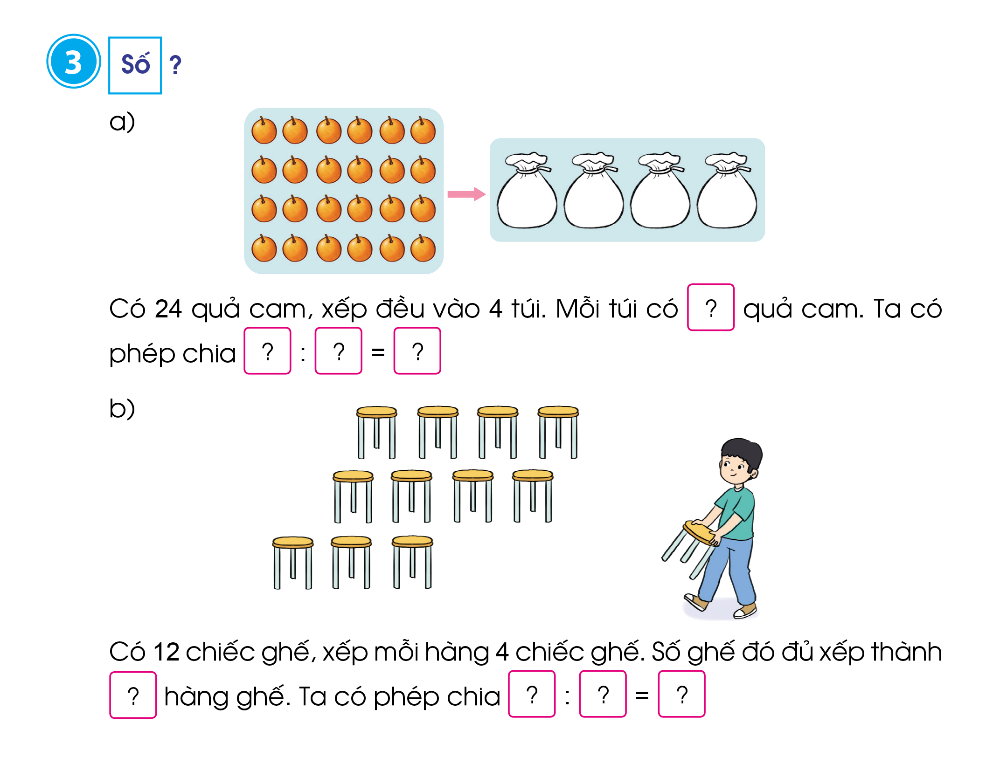 3 Số ?
a)
Có 24 quả cam, xếp đều vào 4 túi. Mỗi túi có ? quả cam. Ta có
phép chia ? : ? = ?
b)
Có 12 chiếc ghế, xếp mỗi hàng 4 chiếc ghế. Số ghế đó đủ xếp thành
? hàng ghế. Ta có phép chia ? : ? = ?